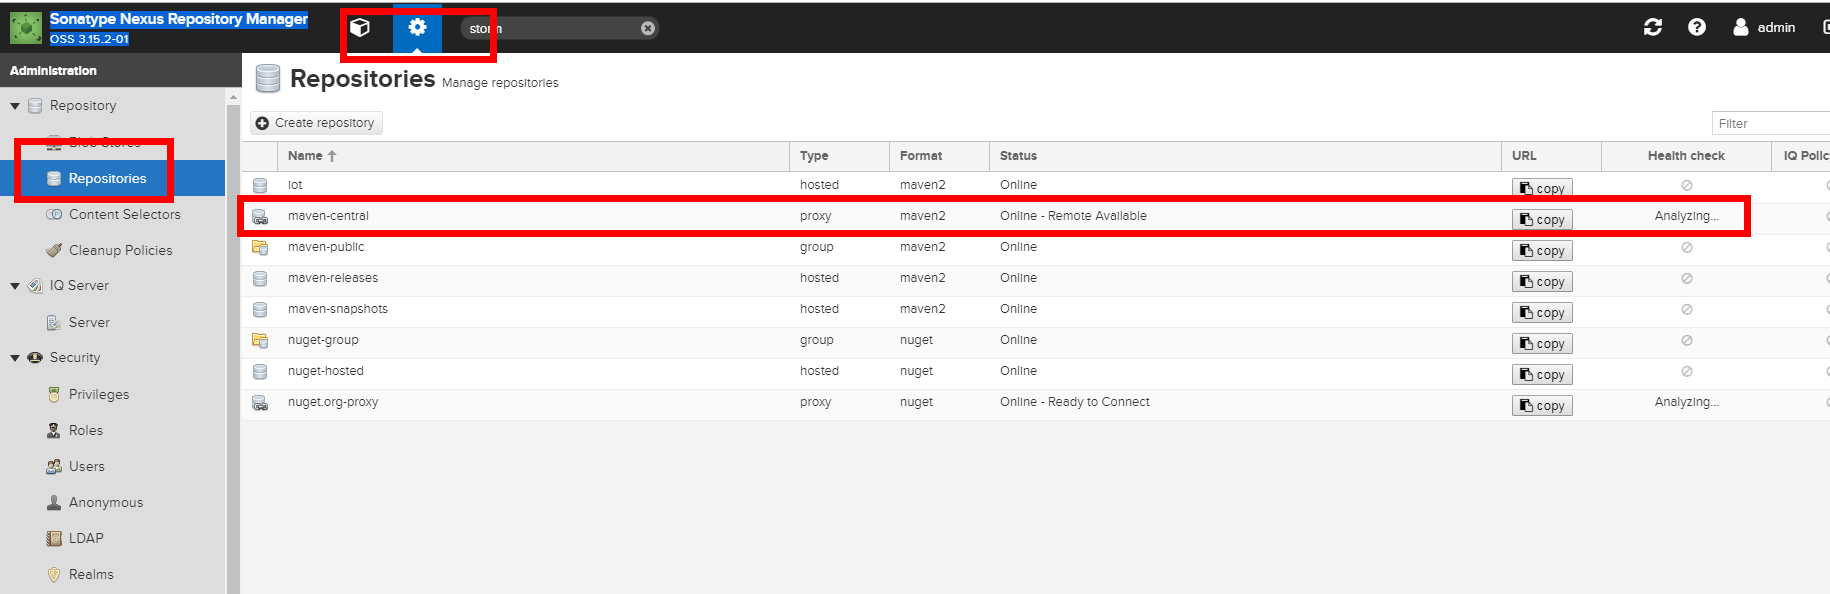 Sonatype Nexus Repository Manager
OSS 3.15.2-01
storm
admin
Administration
Repository
Blob Stores
Repositories
Content Selectors
Cleanup Policies
IQ Server
Server
Security
Privileges
Roles
Users
Anonymous
LDAP
Realms
Repositories Manage repositories
Create repository
Filter
Name Type Format Status URL Health check IQ Polic
lot hosted maven2 Online copy
maven-central proxy maven2 Online - Remote Available copy Analyzing...
maven-public group maven2 Online copy
maven-releases hosted maven2 Online copy
maven-snapshots hosted maven2 Online copy
nuget-group group nuget Online copy
nuget-hosted hosted nuget Online copy
nuget.org-proxy proxy nuget Online - Ready to Connect copy Analyzing...